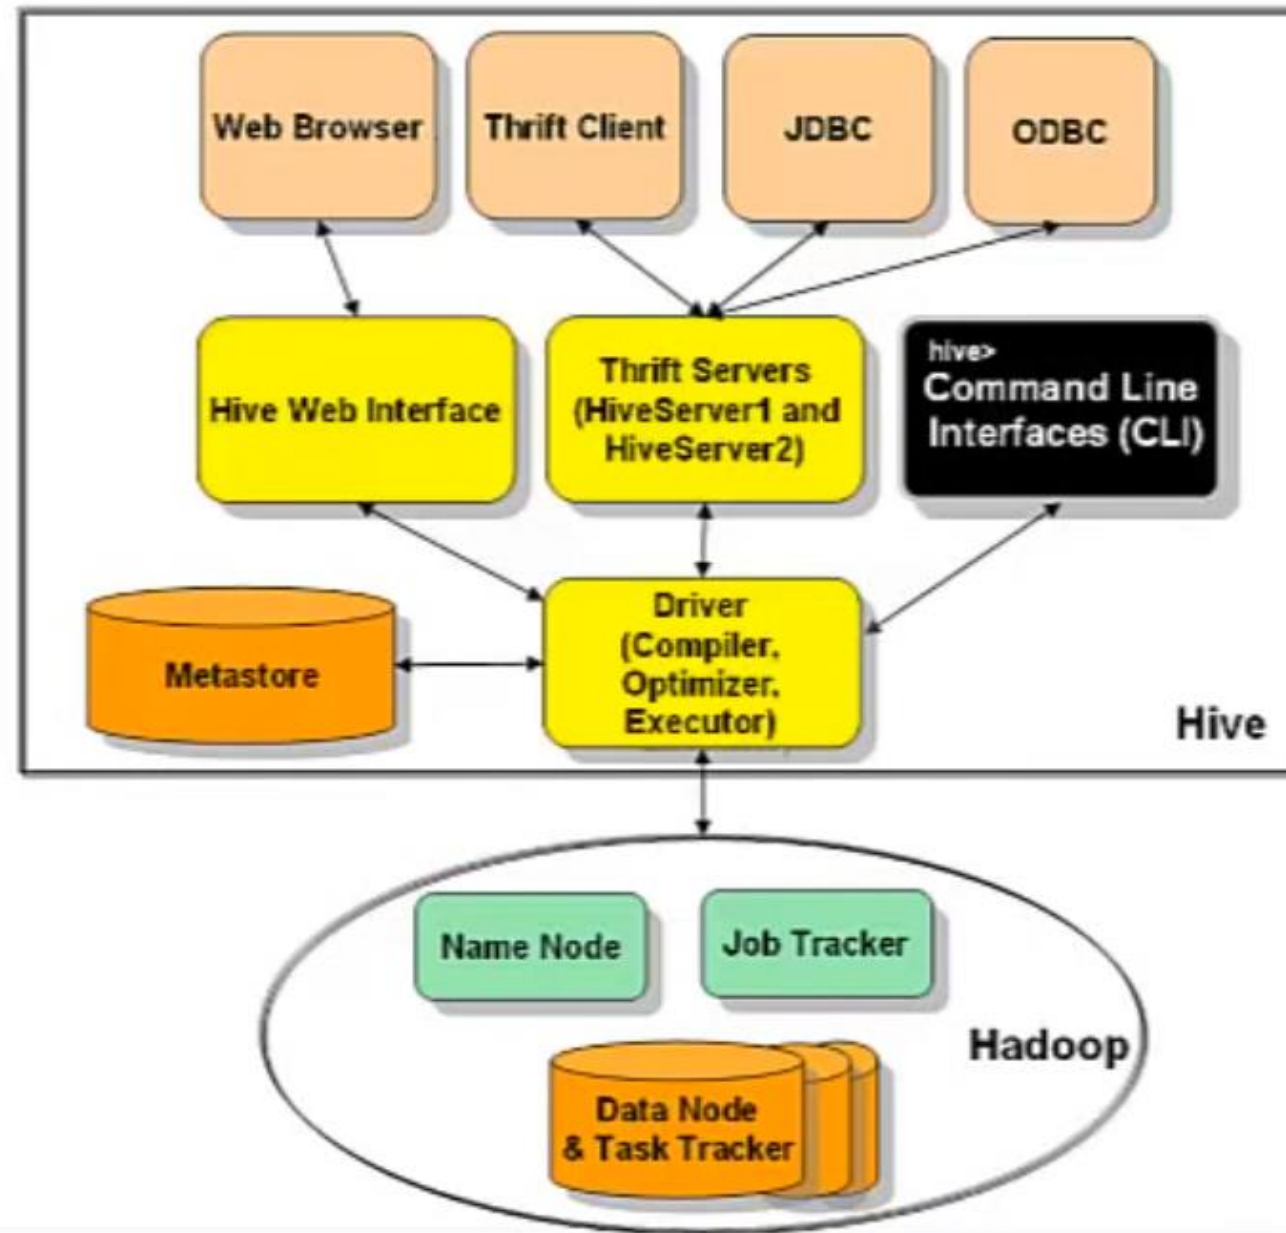 Web Browser
Thrift Client
JDBC
ODBC
Hive Web Interface
Thrift Servers
(HiveServer1 and
HiveServer2)
hive>
Command Line
Interfaces (CLI)
Metastore
Driver
(Compiler,
Optimizer,
Executor)
Hive
Name Node
Job Tracker
Hadoop
Data Node
& Task Tracker